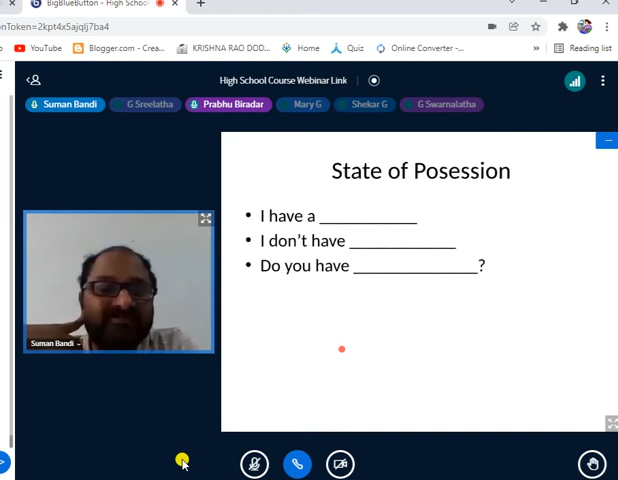 BigBlueButton - High School
onToken=2kpt4x5ajqlj7ba4
YouTube
Blogger.com - Crea...
KRISHNA RAO DOD...
Home
Quiz
Online Converter -...
»
Reading list
High School Course Webinar Link
Suman Bandi
G Sreelatha
Prabhu Biradar
Mary G
Shekar G
G Swarnalatha
State of Posession
• I have a ___________
• I don't have ____________
• Do you have ______________?
Suman Bandi